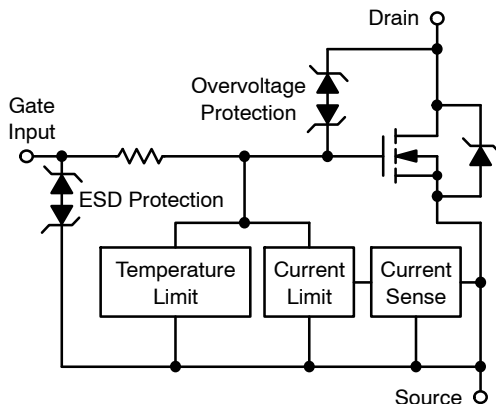 Drain
Overvoltage
Protection
Gate
Input
ESD Protection
Temperature
Limit
Current
Limit
Current
Sense
Source